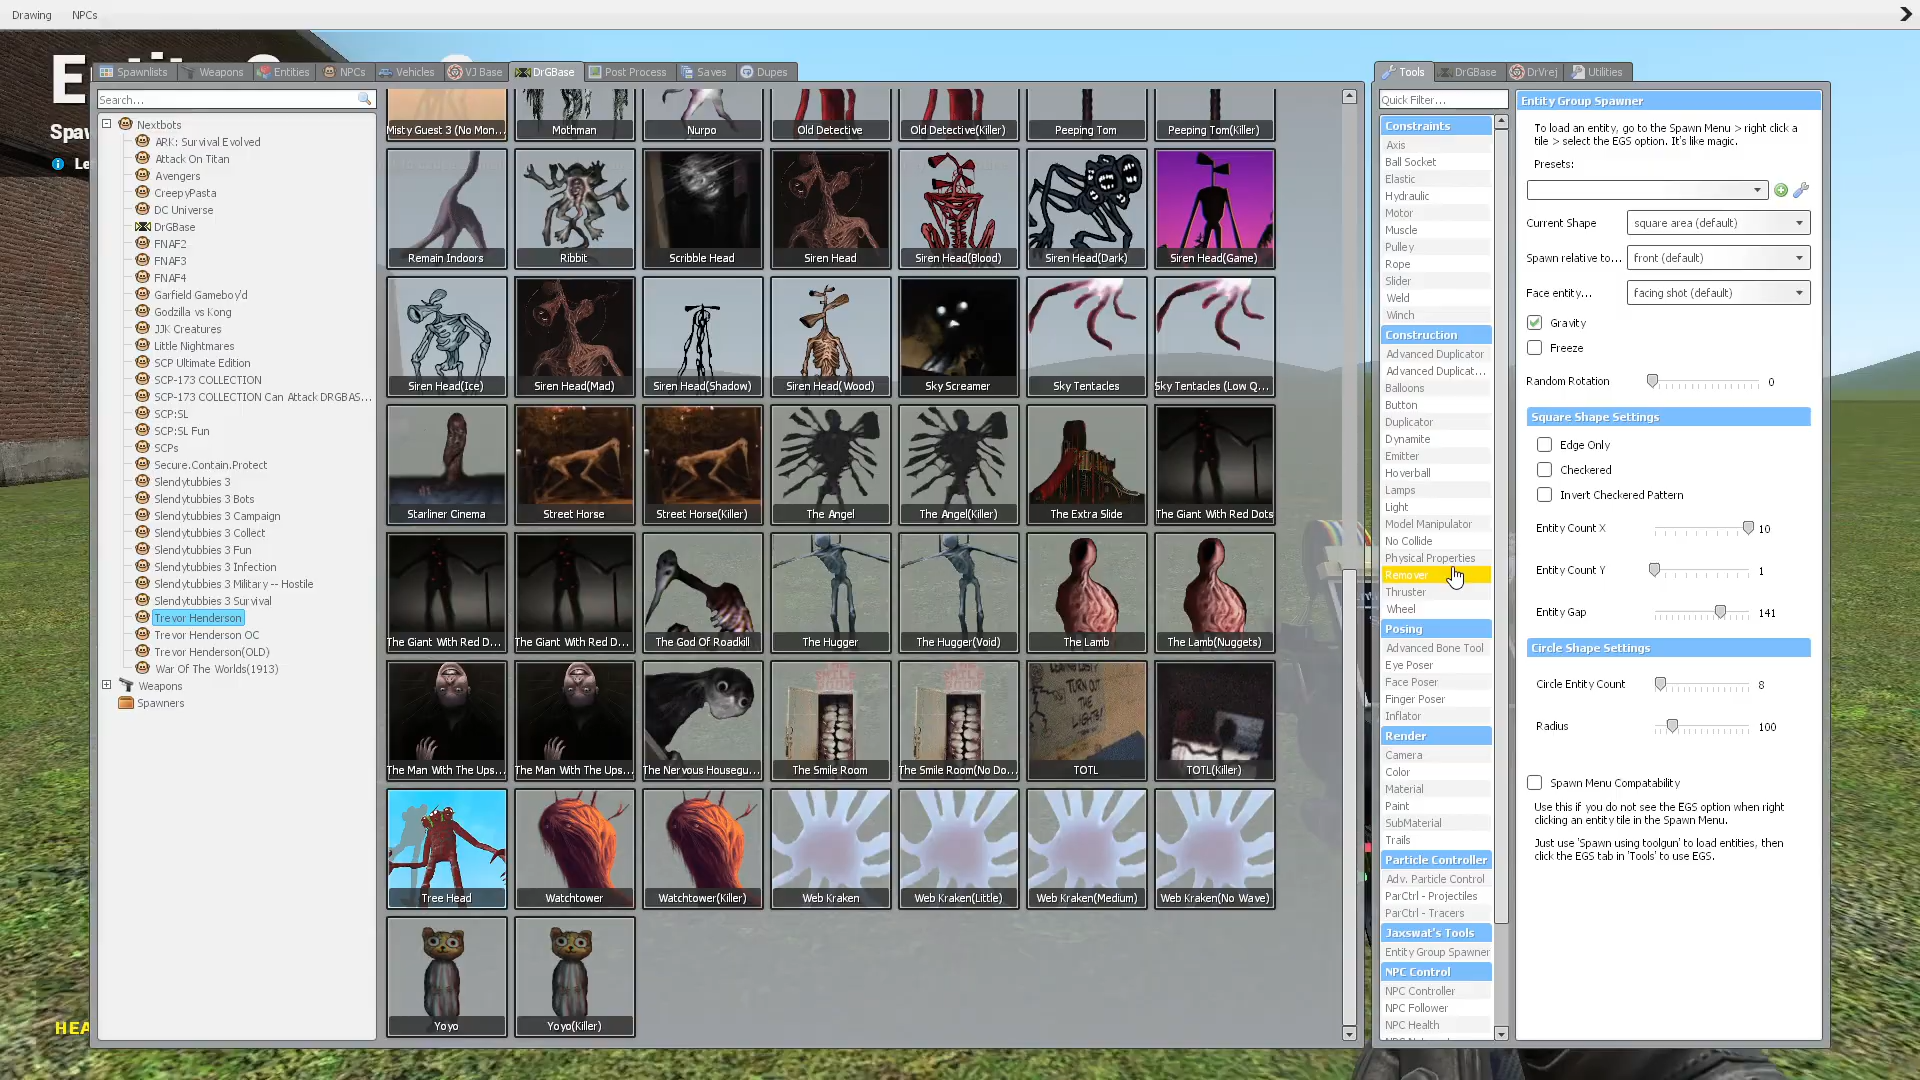 Drawing NPCs
Spawnlists Weapons Entities NPCs Vehicles VJ Base DrGBase Post Process Saves Dupes
Search...
Nextbots
ARK: Survival Evolved
Attack On Titan
Avengers
CreepyPasta
DC Universe
DrGBase
FNAF2
FNAF3
FNAF4
Garfield Gameboy'd
Godzilla vs Kong
JJK Creatures
Little Nightmares
SCP Ultimate Edition
SCP-173 COLLECTION
SCP-173 COLLECTION Can Attack DRGBAS...
SCP:SL
SCP:SL Fun
SCPs
Secure.Contain.Protect
Slendytubbies 3
Slendytubbies 3 Bots
Slendytubbies 3 Campaign
Slendytubbies 3 Collect
Slendytubbies 3 Fun
Slendytubbies 3 Infection
Slendytubbies 3 Military -- Hostile
Slendytubbies 3 Survival
Trevor Henderson
Trevor Henderson OC
Trevor Henderson(OLD)
War Of The Worlds(1913)
Weapons
Spawners
Misty Guest 3 (No Mon... Mothman Nurpo Old Detective Old Detective(Killer) Peeping Tom Peeping Tom(Killer)
Remain Indoors Ribbit Scribble Head Siren Head Siren Head(Blood) Siren Head(Dark) Siren Head(Game)
Siren Head(Ice) Siren Head(Mad) Siren Head(Shadow) Siren Head(Wood) Sky Screamer Sky Tentacles Sky Tentacles (Low Q...
Starliner Cinema Street Horse Street Horse(Killer) The Angel The Angel(Killer) The Extra Slide The Giant With Red Dots
The Giant With Red D... The Giant With Red D... The God Of Roadkill The Hugger The Hugger(Void) The Lamb The Lamb(Nuggets)
TURN OUT
THE
LIGHTS!
The Man With The Ups... The Man With The Ups... The Nervous Housegu... The Smile Room The Smile Room(No Do... TOTL TOTL(Killer)
Tree Head Watchtower Watchtower(Killer) Web Kraken Web Kraken(Little) Web Kraken(Medium) Web Kraken(No Wave)
Yoyo Yoyo(Killer)
Tools DrGBase DrVrej Utilities
Quick Filter...
Constraints
Axis
Ball Socket
Elastic
Hydraulic
Motor
Muscle
Pulley
Rope
Slider
Weld
Winch
Construction
Advanced Duplicator
Advanced Duplicat...
Balloons
Button
Duplicator
Dynamite
Emitter
Hoverball
Lamps
Light
Model Manipulator
No Collide
Physical Properties
Remover
Thruster
Wheel
Posing
Advanced Bone Tool
Eye Poser
Face Poser
Finger Poser
Inflator
Render
Camera
Color
Material
Paint
SubMaterial
Trails
Particle Controller
Adv. Particle Control
ParCtrl - Projectiles
ParCtrl - Tracers
Jaxswat's Tools
Entity Group Spawner
NPC Control
NPC Controller
NPC Follower
NPC Health
Entity Group Spawner
To load an entity, go to the Spawn Menu > right click a
tile > select the EGS option. It's like magic.
Presets:
Current Shape square area (default)
Spawn relative to... front (default)
Face entity... facing shot (default)
Gravity
Freeze
Random Rotation 0
Square Shape Settings
Edge Only
Checkered
Invert Checkered Pattern
Entity Count X 10
Entity Count Y 1
Entity Gap 141
Circle Shape Settings
Circle Entity Count 8
Radius 100
Spawn Menu Compatability
Use this if you do not see the EGS option when right
clicking an entity tile in the Spawn Menu.
Just use 'Spawn using toolgun' to load entities, then
click the EGS tab in 'Tools' to use EGS.